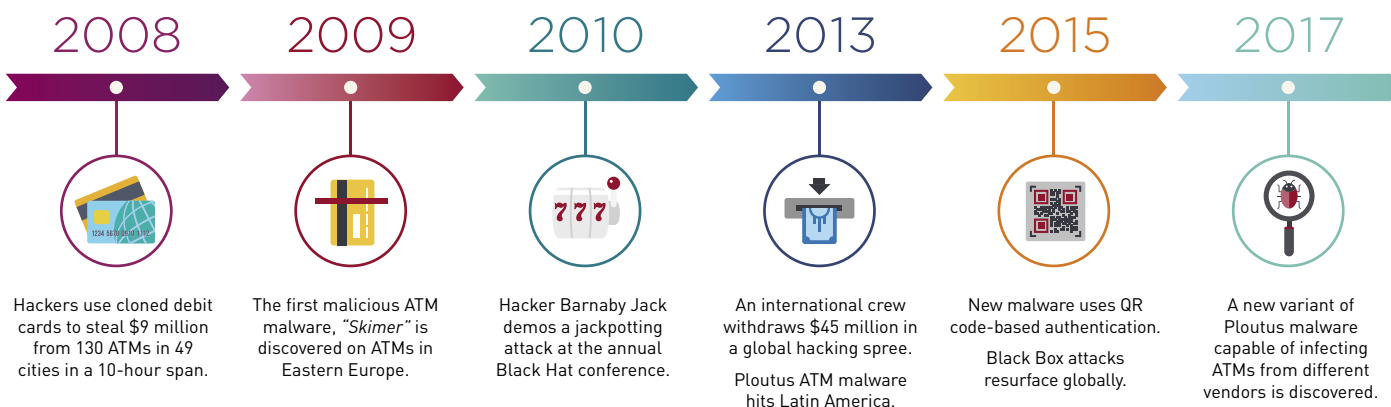 2008
2009
2010
2013
2015
2017
777
Hackers use cloned debit
cards to steal $9 million
from 130 ATMs in 49
cities in a 10-hour span.
The first malicious ATM
malware, “Skimer” is
discovered on ATMs in
Eastern Europe.
Hacker Barnaby Jack
demos a jackpotting
attack at the annual
Black Hat conference.
An international crew
withdraws $45 million in
a global hacking spree.
Ploutus ATM malware
hits Latin America.
New malware uses QR
code-based authentication.
Black Box attacks
resurface globally.
A new variant of
Ploutus malware
capable of infecting
ATMs from different
vendors is discovered.